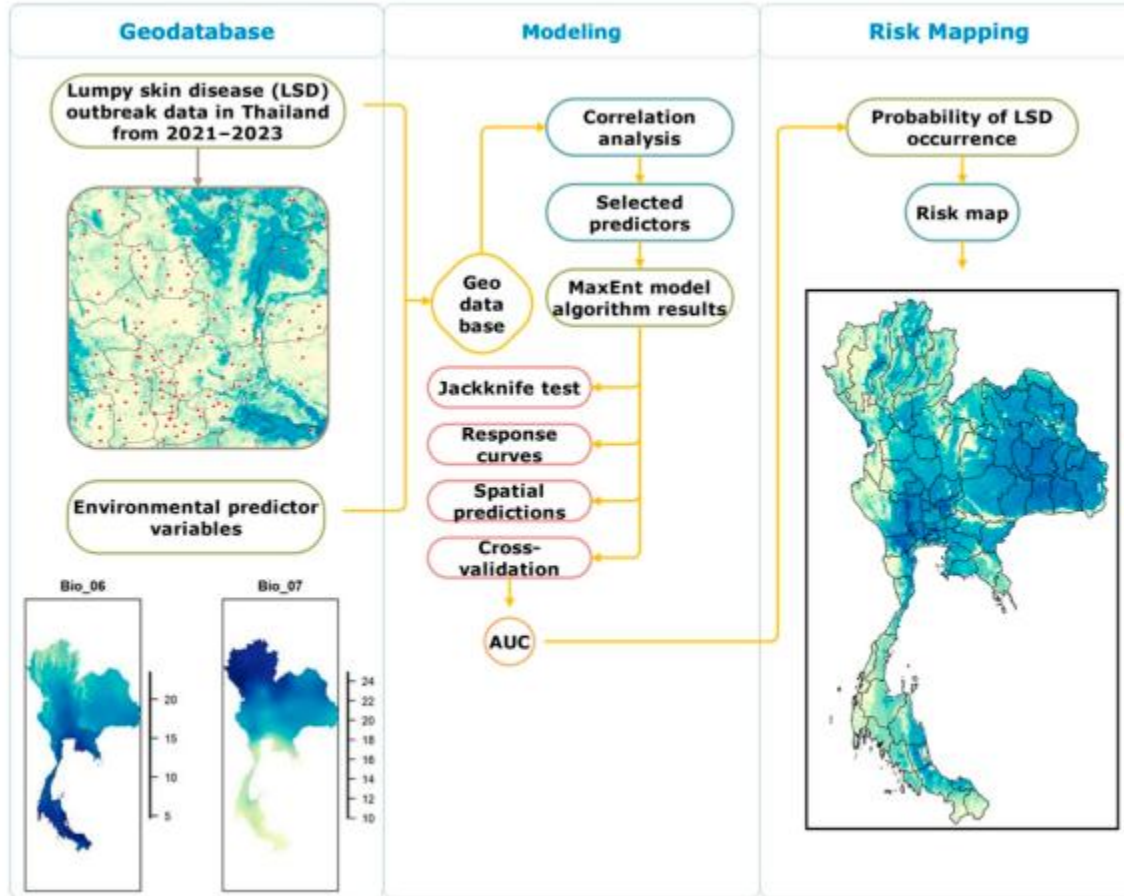 Geodatabase
Modeling
Risk Mapping
Lumpy skin disease (LSD)
outbreak data in Thailand
from 2021–2023
Environmental predictor
variables
Bio_06
20
15
10
5
Bio_07
24
22
20
18
16
14
12
10
Geo
data
base
Correlation
analysis
Selected
predictors
MaxEnt model
algorithm results
Jackknife test
Response
curves
Spatial
predictions
Cross-
validation
AUC
Probability of LSD
occurrence
Risk map